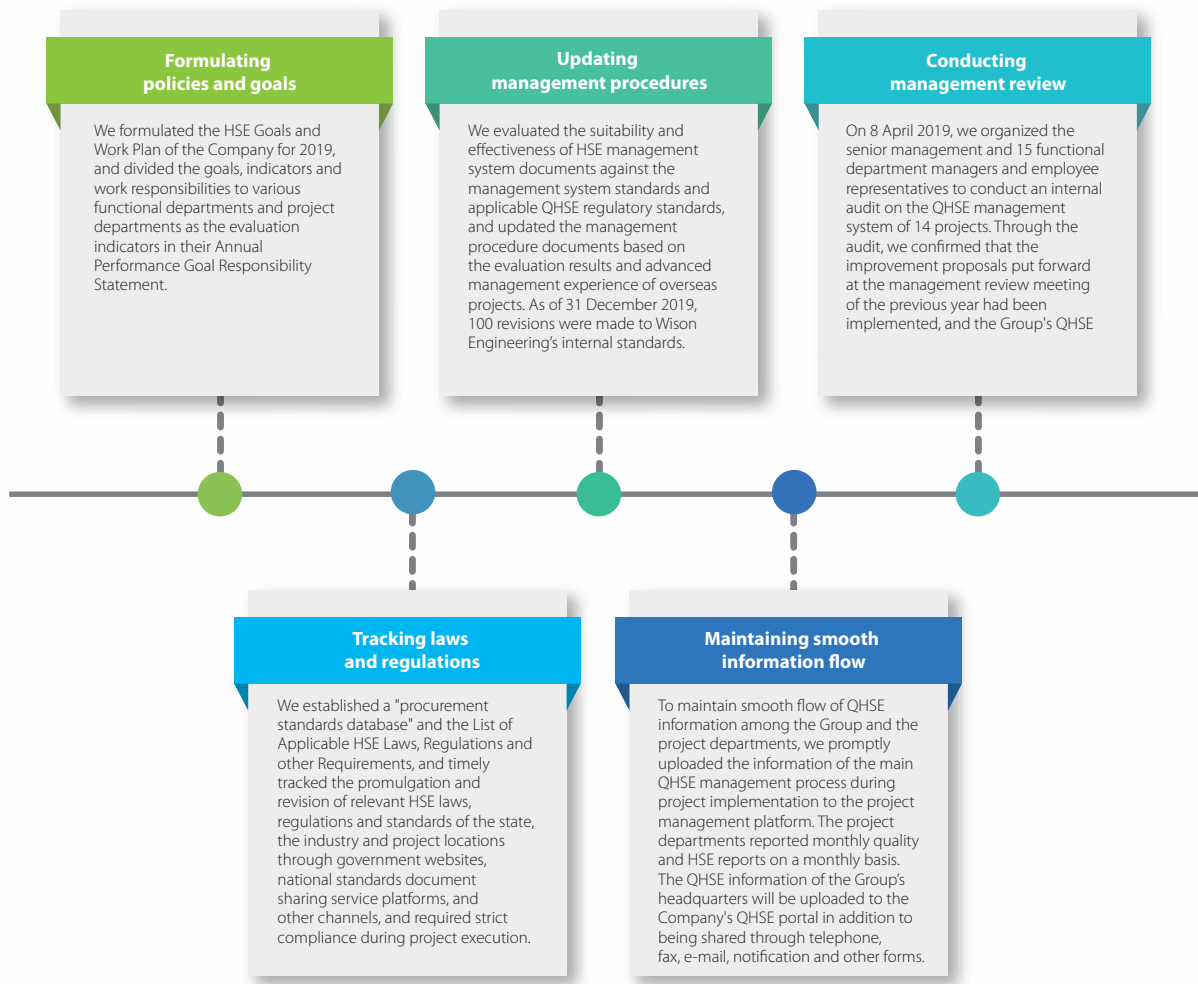 Formulating
policies and goals
We formulated the HSE Goals and
Work Plan of the Company for 2019,
and divided the goals, indicators and
work responsibilities to various
functional departments and project
departments as the evaluation
indicators in their Annual
Performance Goal Responsibility
Statement.
Updating
management procedures
We evaluated the suitability and
effectiveness of HSE management
system documents against the
management system standards and
applicable QHSE regulatory standards,
and updated the management
procedure documents based on
the evaluation results and advanced
management experience of overseas
projects. As of 31 December 2019,
100 revisions were made to Wison
Engineering’s internal standards.
Conducting
management review
On 8 April 2019, we organized the
senior management and 15 functional
department managers and employee
representatives to conduct an internal
audit on the QHSE management
system of 14 projects. Through the
audit, we confirmed that the
improvement proposals put forward
at the management review meeting
of the previous year had been
implemented, and the Group's QHSE
Tracking laws
and regulations
We established a "procurement
standards database" and the List of
Applicable HSE Laws, Regulations and
other Requirements, and timely
tracked the promulgation and
revision of relevant HSE laws,
regulations and standards of the state,
the industry and project locations
through government websites,
national standards document
sharing service platforms, and
other channels, and required strict
compliance during project execution.
Maintaining smooth
information flow
To maintain smooth flow of QHSE
information among the Group and the
project departments, we promptly
uploaded the information of the main
QHSE management process during
project implementation to the project
management platform. The project
departments reported monthly quality
and HSE reports on a monthly basis.
The QHSE information of the Group’s
headquarters will be uploaded to the
Company's QHSE portal in addition to
being shared through telephone,
fax, e-mail, notification and other forms.